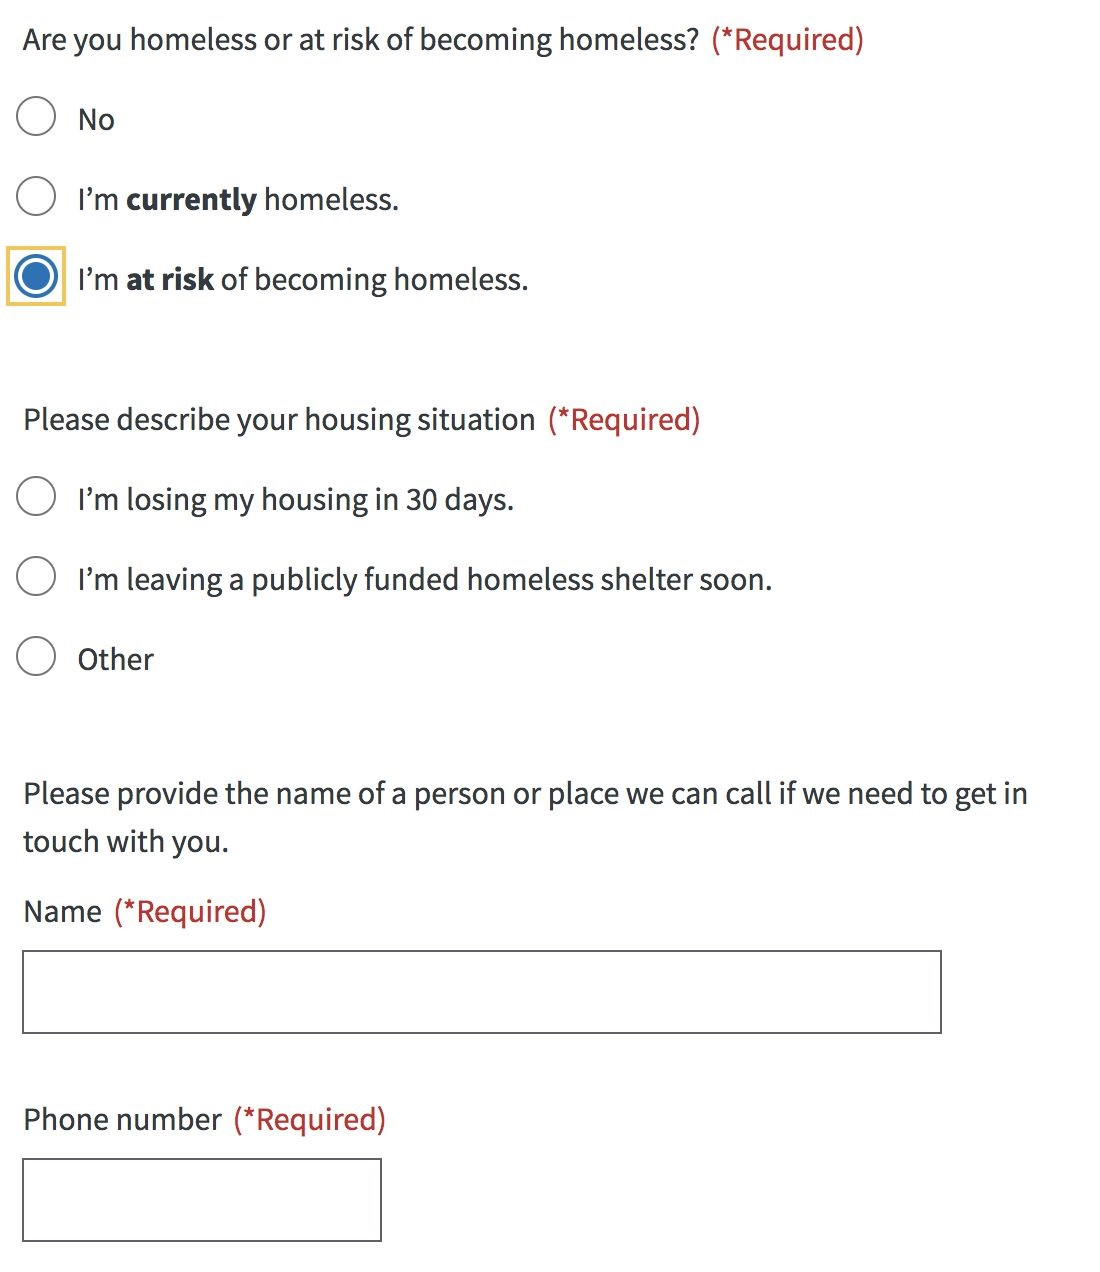 Are you homeless or at risk of becoming homeless? (*Required)
No
I’m currently homeless.
I’m at risk of becoming homeless.
Please describe your housing situation (*Required)
I’m losing my housing in 30 days.
I’m leaving a publicly funded homeless shelter soon.
Other
Please provide the name of a person or place we can call if we need to get in
touch with you.
Name (*Required)
Phone number (*Required)